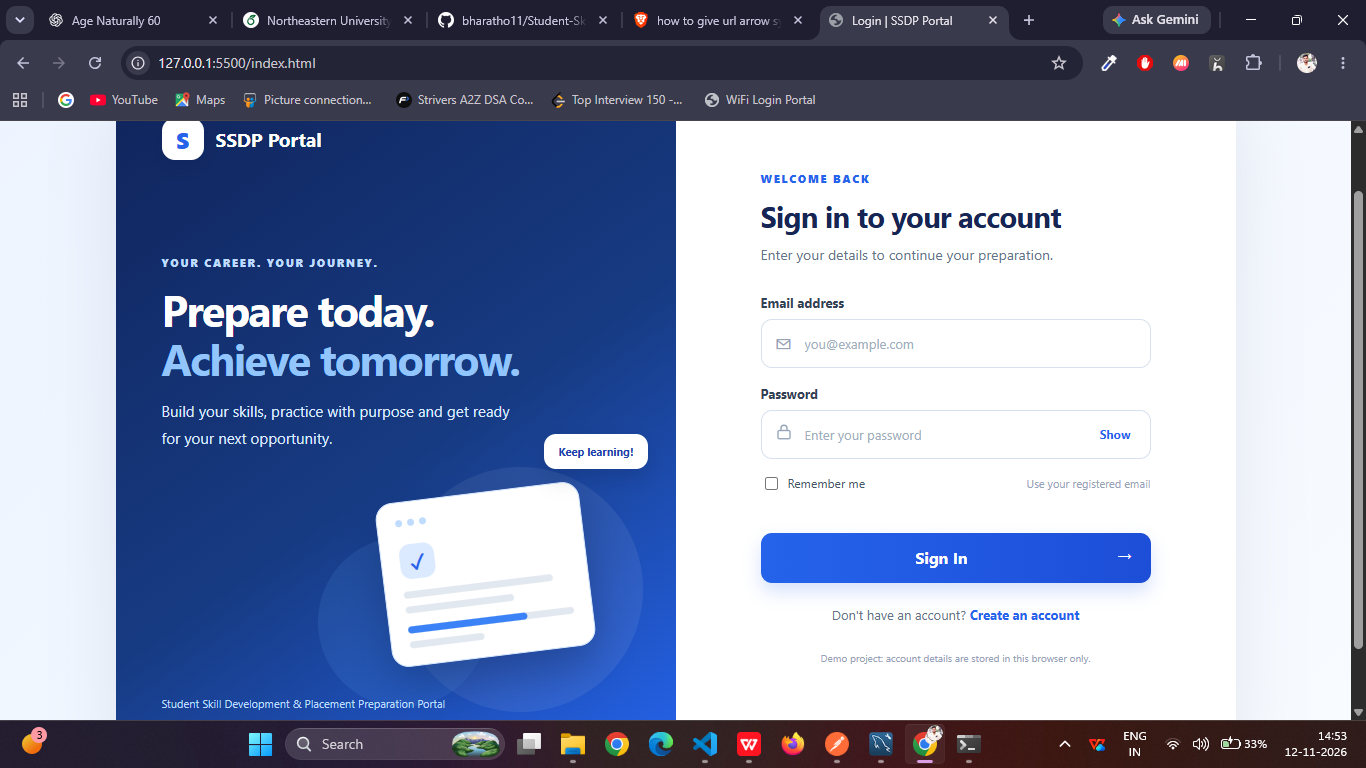 Age Naturally 60
Northeastern University
bharatho11/Student-Sk
how to give url arrow sy
Login | SSDP Portal
Ask Gemini
127.0.0.1:5500/index.html
YouTube
Maps
Picture connection...
Strivers A2Z DSA Co...
Top Interview 150 -...
WiFi Login Portal
S
SSDP Portal
YOUR CAREER. YOUR JOURNEY.
Prepare today.
Achieve tomorrow.
Build your skills, practice with purpose and get ready
for your next opportunity.
Keep learning!
Student Skill Development & Placement Preparation Portal
WELCOME BACK
Sign in to your account
Enter your details to continue your preparation.
Email address
you@example.com
Password
Enter your password
Show
Remember me
Use your registered email
Sign In →
Don't have an account? Create an account
Demo project: account details are stored in this browser only.
3
Search
ENG
IN
33%
14:53
12-11-2026